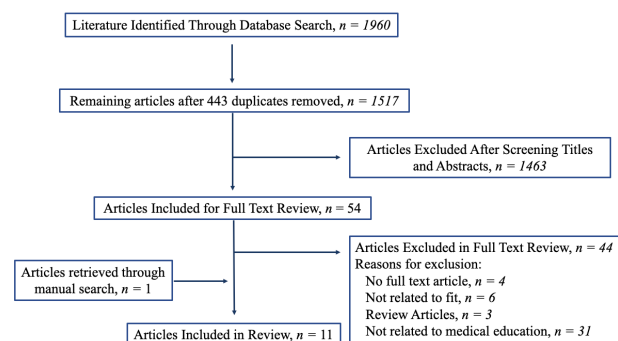 Literature Identified Through Database Search, n = 1960
Remaining articles after 443 duplicates removed, n = 1517
Articles Excluded After Screening Titles
and Abstracts, n = 1463
Articles Included for Full Text Review, n = 54
Articles Excluded in Full Text Review, n = 44
Reasons for exclusion:
No full text article, n = 4
Not related to fit, n = 6
Review Articles, n = 3
Not related to medical education, n = 31
Articles retrieved through
manual search, n = 1
Articles Included in Review, n = 11